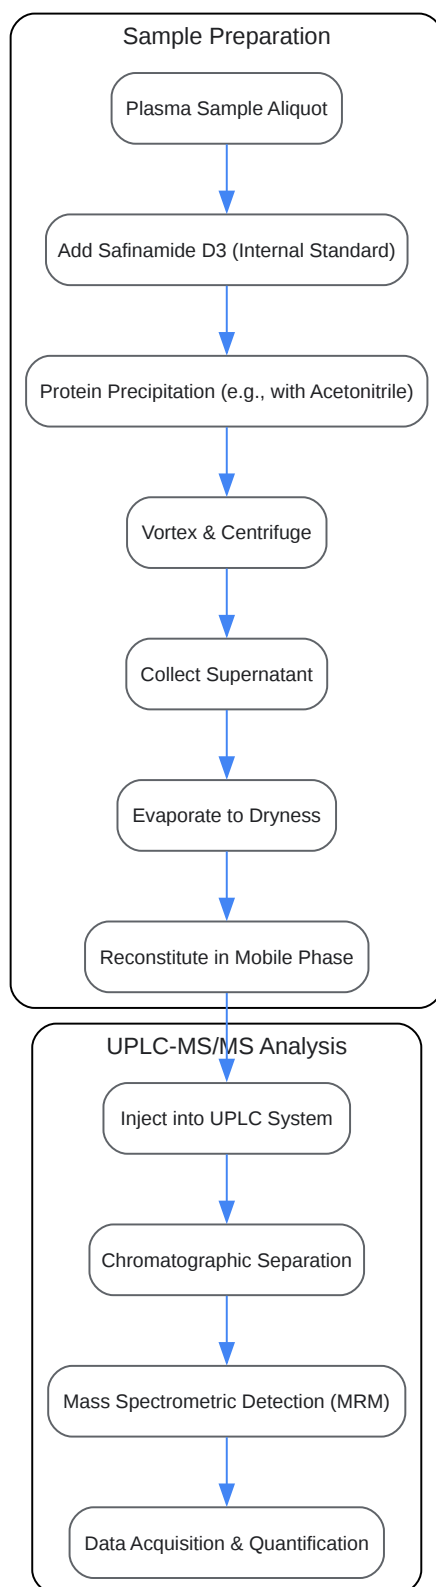 Sample Preparation
Plasma Sample Aliquot
Add Safinamide D3 (Internal Standard)
Protein Precipitation (e.g., with Acetonitrile)
Vortex & Centrifuge
Collect Supernatant
Evaporate to Dryness
Reconstitute in Mobile Phase
UPLC-MS/MS Analysis
Inject into UPLC System
Chromatographic Separation
Mass Spectrometric Detection (MRM)
Data Acquisition & Quantification